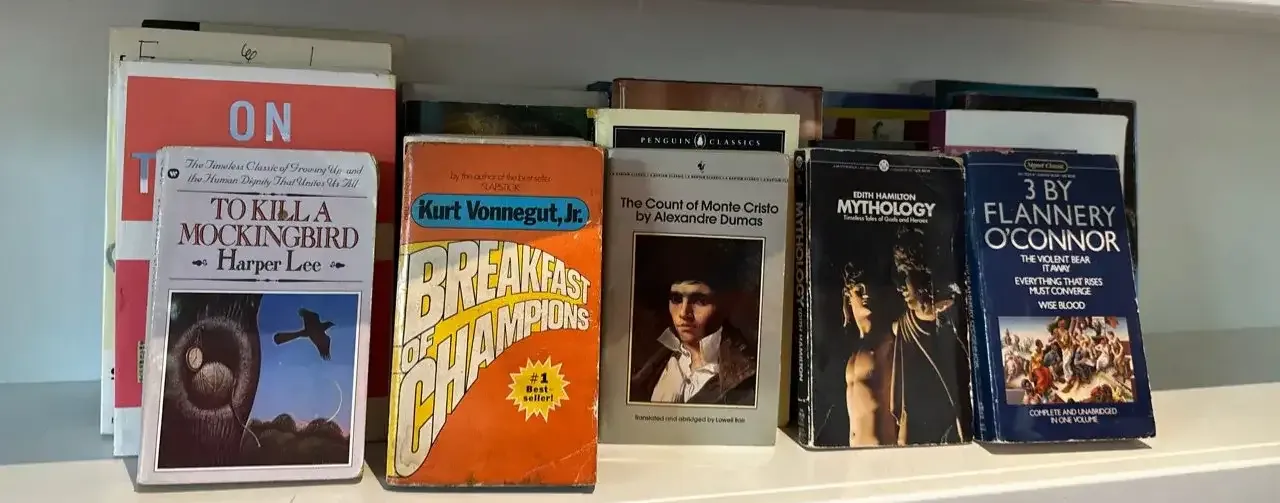 ON
T
The Timeless Classic of Growing Up and
the Human Dignity That Unites Us All
TO KILL A
MOCKINGBIRD
Harper Lee
by the author of the best seller
SLAPSTICK
Kurt Vonnegut, Jr.
BREAKFAST
OF
CHAMPIONS
#1
Best-
seller!
PENGUIN CLASSICS
The Count of Monte Cristo
by Alexandre Dumas
Translated and abridged by Lowell Bair
MYTHOLOGY EDITH HAMILTON
EDITH HAMILTON
MYTHOLOGY
Timeless Tales of Gods and Heroes
Signet Classic
3 BY
FLANNERY
O'CONNOR
THE VIOLENT BEAR
IT AWAY
EVERYTHING THAT RISES
MUST CONVERGE
WISE BLOOD
COMPLETE AND UNABRIDGED
IN ONE VOLUME